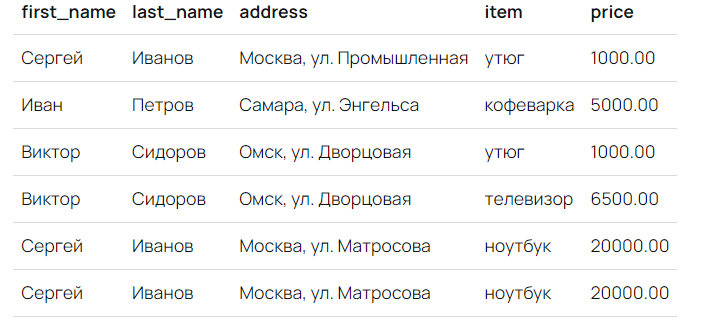 first_name last_name address item price
Сергей Иванов Москва, ул. Промышленная утюг 1000.00
Иван Петров Самара, ул. Энгельса кофеварка 5000.00
Виктор Сидоров Омск, ул. Дворцовая утюг 1000.00
Виктор Сидоров Омск, ул. Дворцовая телевизор 6500.00
Сергей Иванов Москва, ул. Матросова ноутбук 20000.00
Сергей Иванов Москва, ул. Матросова ноутбук 20000.00